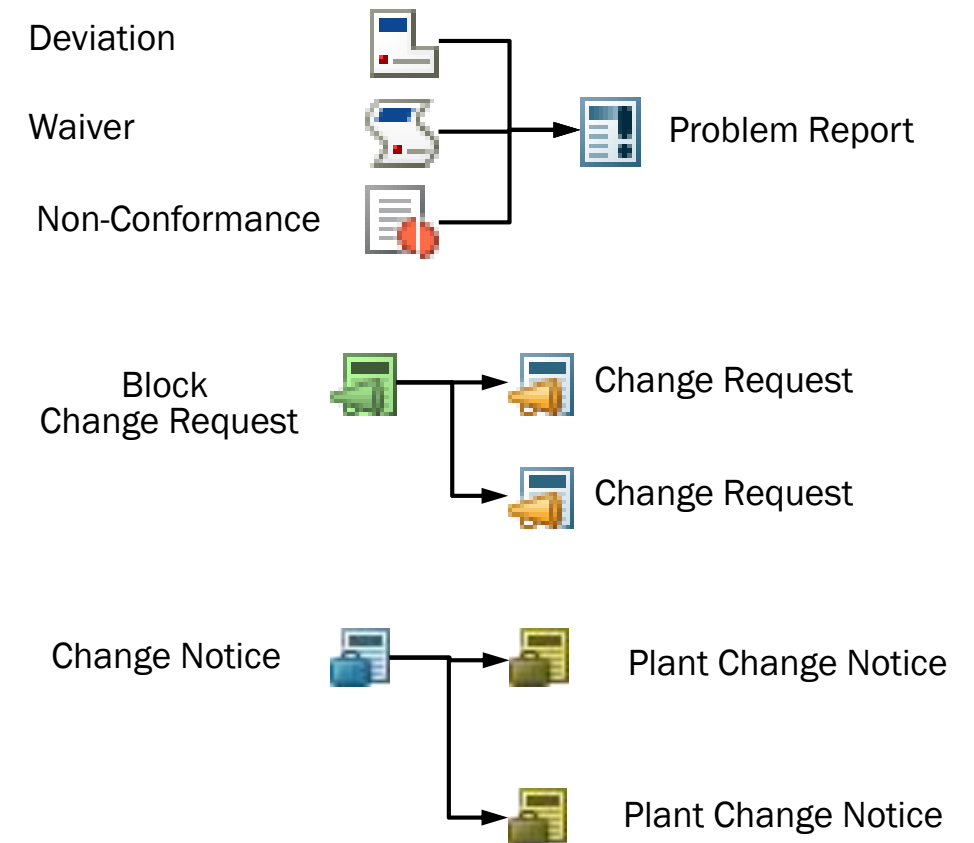 Deviation
Waiver
Problem Report
Non-Conformance
Block
Change Request
Change Request
Change Request
Change Notice
Plant Change Notice
Plant Change Notice